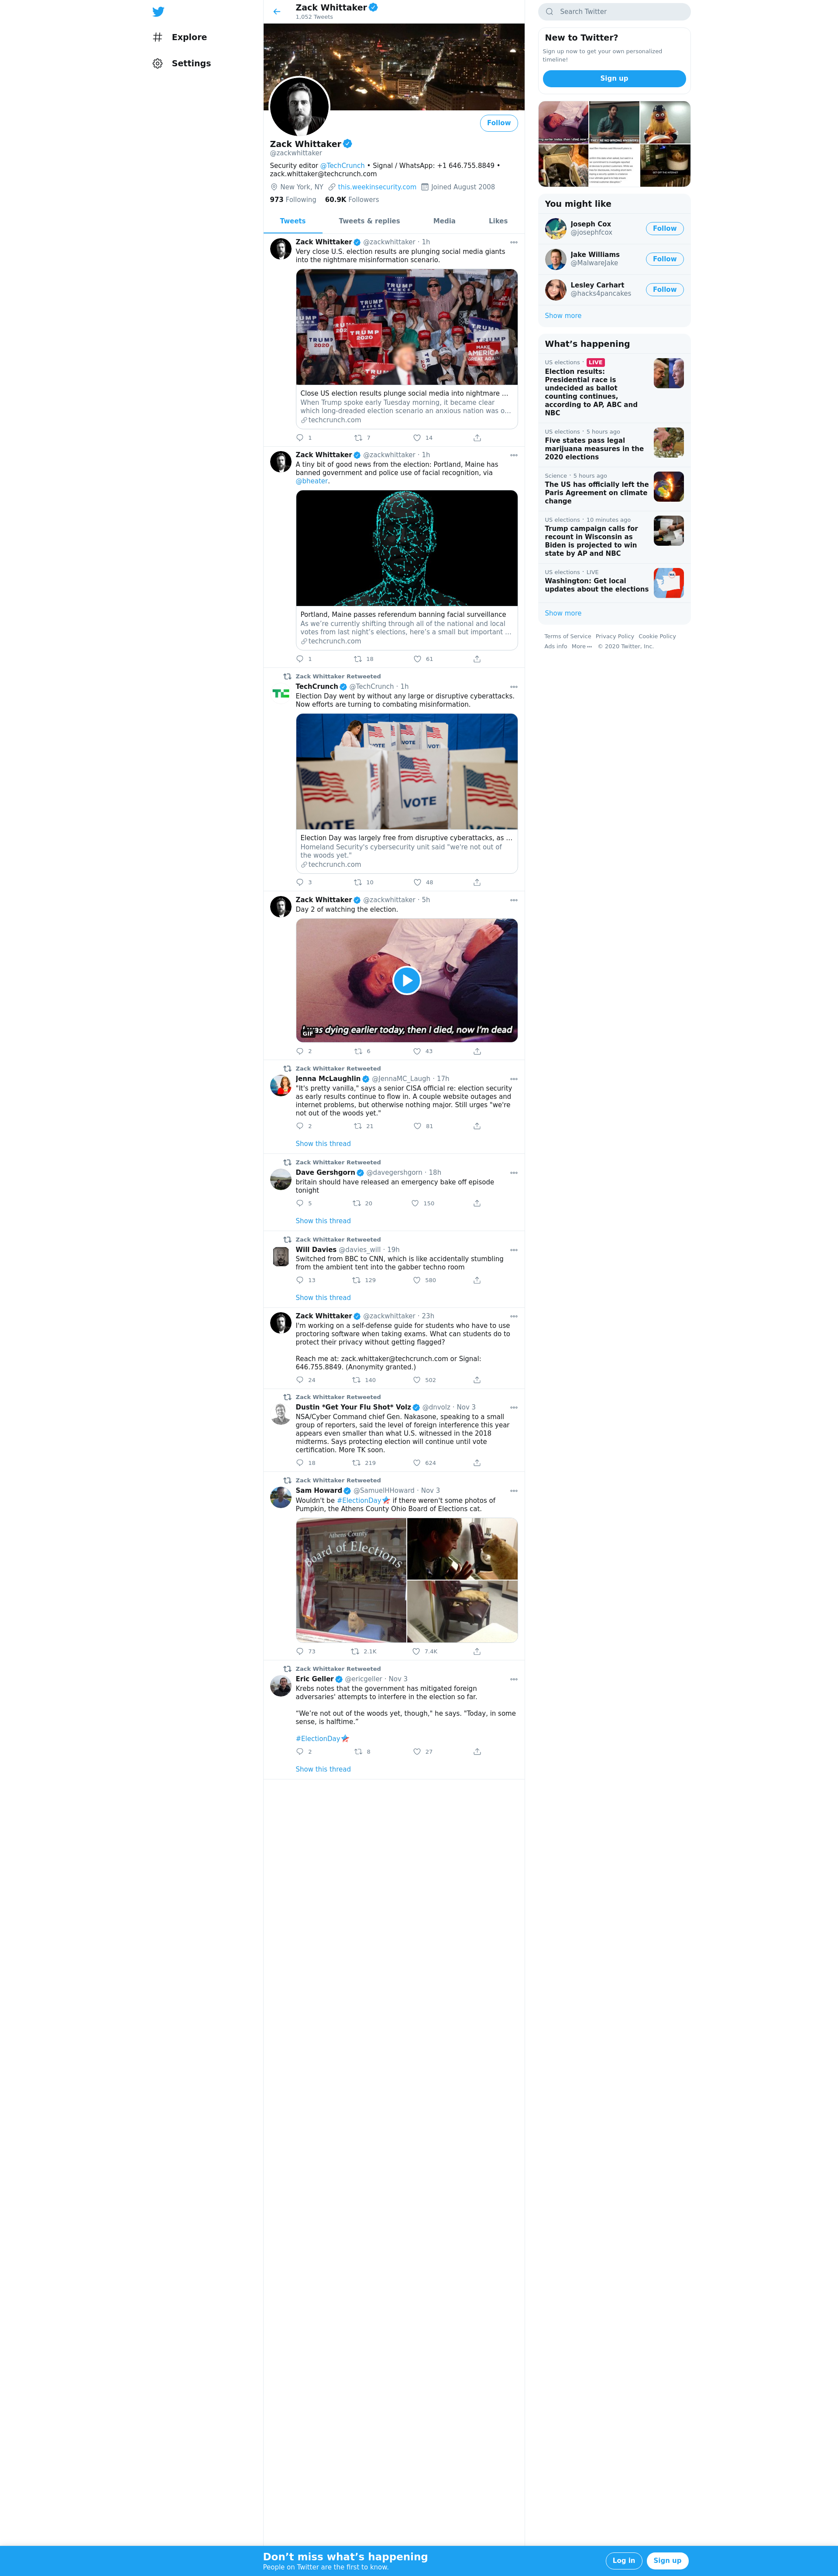 Explore
Settings
Zack Whittaker
1,052 Tweets
Follow
Zack Whittaker
@zackwhittaker
Security editor @TechCrunch • Signal / WhatsApp: +1 646.755.8849 •
zack.whittaker@techcrunch.com
New York, NY this.weekinsecurity.com Joined August 2008
973 Following 60.9K Followers
Tweets Tweets & replies Media Likes
Zack Whittaker @zackwhittaker · 1h
Very close U.S. election results are plunging social media giants
into the nightmare misinformation scenario.
TRUMP
TRUMP PENCE
TRUMP 2020
MAKE AMERICA GREAT AGAIN!
Close US election results plunge social media into nightmare ...
When Trump spoke early Tuesday morning, it became clear
which long-dreaded election scenario an anxious nation was o...
techcrunch.com
1 7 14
Zack Whittaker @zackwhittaker · 1h
A tiny bit of good news from the election: Portland, Maine has
banned government and police use of facial recognition, via
@bheater.
Portland, Maine passes referendum banning facial surveillance
As we're currently shifting through all of the national and local
votes from last night's elections, here's a small but important ...
techcrunch.com
1 18 61
Zack Whittaker Retweeted
TechCrunch @TechCrunch · 1h
Election Day went by without any large or disruptive cyberattacks.
Now efforts are turning to combating misinformation.
VOTE
VOTE
VOTE
VOTE
Election Day was largely free from disruptive cyberattacks, as ...
Homeland Security's cybersecurity unit said "we're not out of
the woods yet."
techcrunch.com
3 10 48
Zack Whittaker @zackwhittaker · 5h
Day 2 of watching the election.
I was dying earlier today, then I died, now I'm dead
GIF
2 6 43
Zack Whittaker Retweeted
Jenna McLaughlin @JennaMC_Laugh · 17h
"It's pretty vanilla," says a senior CISA official re: election security
as early results continue to flow in. A couple website outages and
internet problems, but otherwise nothing major. Still urges "we're
not out of the woods yet."
2 21 81
Show this thread
Zack Whittaker Retweeted
Dave Gershgorn @davegershgorn · 18h
britain should have released an emergency bake off episode
tonight
5 20 150
Show this thread
Zack Whittaker Retweeted
Will Davies @davies_will · 19h
Switched from BBC to CNN, which is like accidentally stumbling
from the ambient tent into the gabber techno room
13 129 580
Show this thread
Zack Whittaker @zackwhittaker · 23h
I'm working on a self-defense guide for students who have to use
proctoring software when taking exams. What can students do to
protect their privacy without getting flagged?
Reach me at: zack.whittaker@techcrunch.com or Signal:
646.755.8849. (Anonymity granted.)
24 140 502
Zack Whittaker Retweeted
Dustin *Get Your Flu Shot* Volz @dnvolz · Nov 3
NSA/Cyber Command chief Gen. Nakasone, speaking to a small
group of reporters, said the level of foreign interference this year
appears even smaller than what U.S. witnessed in the 2018
midterms. Says protecting election will continue until vote
certification. More TK soon.
18 219 624
Zack Whittaker Retweeted
Sam Howard @SamuelHHoward · Nov 3
Wouldn't be #ElectionDay if there weren't some photos of
Pumpkin, the Athens County Ohio Board of Elections cat.
Athens County
Board of Elections
73 2.1K 7.4K
Zack Whittaker Retweeted
Eric Geller @ericgeller · Nov 3
Krebs notes that the government has mitigated foreign
adversaries' attempts to interfere in the election so far.
"We're not out of the woods yet, though," he says. "Today, in some
sense, is halftime."
#ElectionDay
2 8 27
Show this thread
Search Twitter
New to Twitter?
Sign up now to get your own personalized
timeline!
Sign up
You might like
Joseph Cox
@josephfcox
Follow
Jake Williams
@MalwareJake
Follow
Lesley Carhart
@hacks4pancakes
Follow
Show more
What's happening
US elections · LIVE
Election results:
Presidential race is
undecided as ballot
counting continues,
according to AP, ABC and
NBC
US elections · 5 hours ago
Five states pass legal
marijuana measures in the
2020 elections
Science · 5 hours ago
The US has officially left the
Paris Agreement on climate
change
US elections · 10 minutes ago
Trump campaign calls for
recount in Wisconsin as
Biden is projected to win
state by AP and NBC
US elections · LIVE
Washington: Get local
updates about the elections
Show more
Terms of Service Privacy Policy Cookie Policy
Ads info More ··· © 2020 Twitter, Inc.
Don't miss what's happening
People on Twitter are the first to know.
Log in Sign up